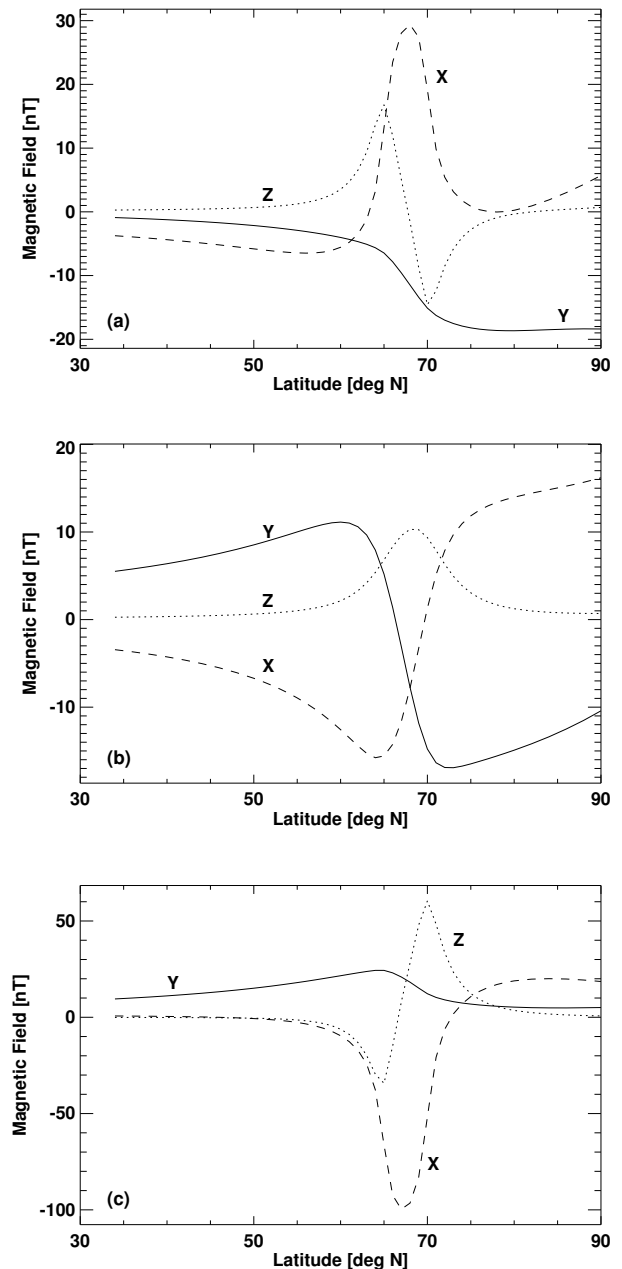 30
20
10
0
-10
-20
Magnetic Field [nT]
X
Z
Y
(a)
30 50 70 90
Latitude [deg N]
20
10
0
-10
Magnetic Field [nT]
Y
Z
X
(b)
30 50 70 90
Latitude [deg N]
50
0
-50
-100
Magnetic Field [nT]
Z
Y
X
(c)
30 50 70 90
Latitude [deg N]